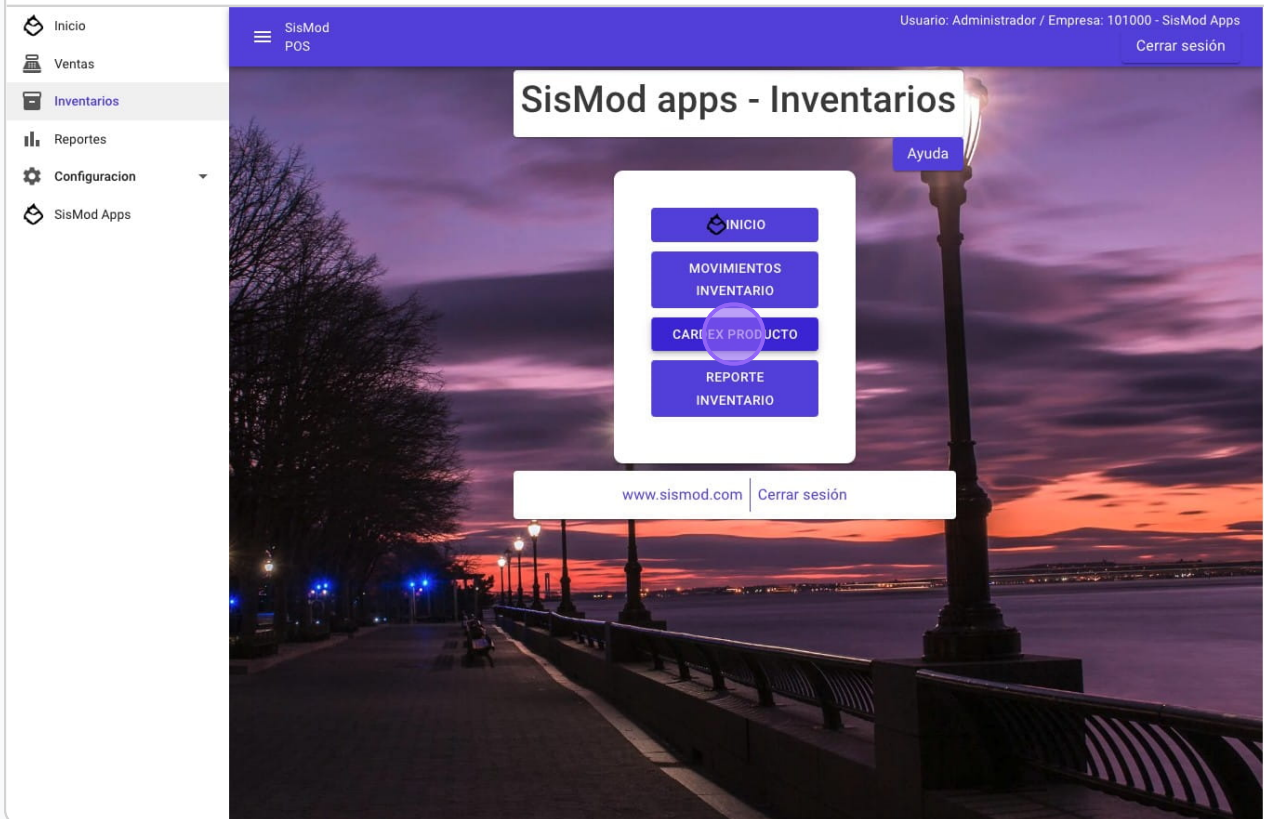 Inicio
Ventas
Inventarios
Reportes
Configuracion
SisMod Apps
SisMod
POS
Usuario: Administrador / Empresa: 101000 - SisMod Apps
Cerrar sesión
SisMod apps - Inventarios
Ayuda
INICIO
MOVIMIENTOS
INVENTARIO
CARDEX PRODUCTO
REPORTE
INVENTARIO
www.sismod.com
Cerrar sesión